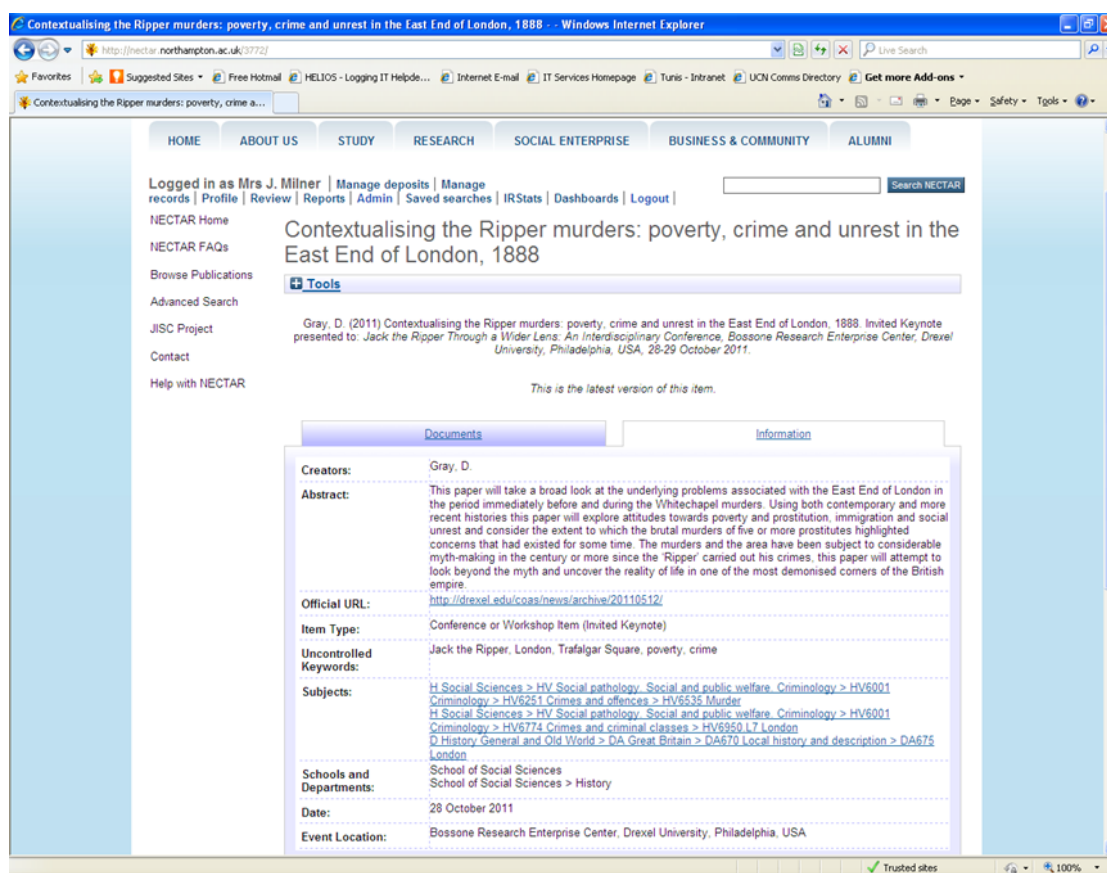 Contextualising the Ripper murders: poverty, crime and unrest in the East End of London, 1888 - - Windows Internet Explorer
http://nectar.northampton.ac.uk/3772/
Live Search
Favorites
Suggested Sites
Free Hotmail
HELIOS - Logging IT Helpde...
Internet E-mail
IT Services Homepage
Tunis - Intranet
UCN Comms Directory
Get more Add-ons
Contextualising the Ripper murders: poverty, crime a...
Page
Safety
Tools
HOME
ABOUT US
STUDY
RESEARCH
SOCIAL ENTERPRISE
BUSINESS & COMMUNITY
ALUMNI
Logged in as Mrs J. Milner | Manage deposits | Manage
records | Profile | Review | Reports | Admin | Saved searches | IRStats | Dashboards | Logout |
Search NECTAR
NECTAR Home
NECTAR FAQs
Browse Publications
Advanced Search
JISC Project
Contact
Help with NECTAR
Contextualising the Ripper murders: poverty, crime and unrest in the
East End of London, 1888
Tools
Gray, D. (2011) Contextualising the Ripper murders: poverty, crime and unrest in the East End of London, 1888. Invited Keynote
presented to: Jack the Ripper Through a Wider Lens: An Interdisciplinary Conference, Bossone Research Enterprise Center, Drexel
University, Philadelphia, USA, 28-29 October 2011.
This is the latest version of this item.
Documents
Information
Creators:
Gray, D.
Abstract:
This paper will take a broad look at the underlying problems associated with the East End of London in
the period immediately before and during the Whitechapel murders. Using both contemporary and more
recent histories this paper will explore attitudes towards poverty and prostitution, immigration and social
unrest and consider the extent to which the brutal murders of five or more prostitutes highlighted
concerns that had existed for some time. The murders and the area have been subject to considerable
myth-making in the century or more since the 'Ripper' carried out his crimes, this paper will attempt to
look beyond the myth and uncover the reality of life in one of the most demonised corners of the British
empire.
Official URL:
http://drexel.edu/coas/news/archive/20110512/
Item Type:
Conference or Workshop Item (Invited Keynote)
Uncontrolled
Keywords:
Jack the Ripper, London, Trafalgar Square, poverty, crime
Subjects:
H Social Sciences > HV Social pathology. Social and public welfare. Criminology > HV6001
Criminology > HV6251 Crimes and offences > HV6535 Murder
H Social Sciences > HV Social pathology. Social and public welfare. Criminology > HV6001
Criminology > HV6774 Crimes and criminal classes > HV6950.L7 London
D History General and Old World > DA Great Britain > DA670 Local history and description > DA675
London
Schools and
Departments:
School of Social Sciences
School of Social Sciences > History
Date:
28 October 2011
Event Location:
Bossone Research Enterprise Center, Drexel University, Philadelphia, USA
Trusted sites
100%